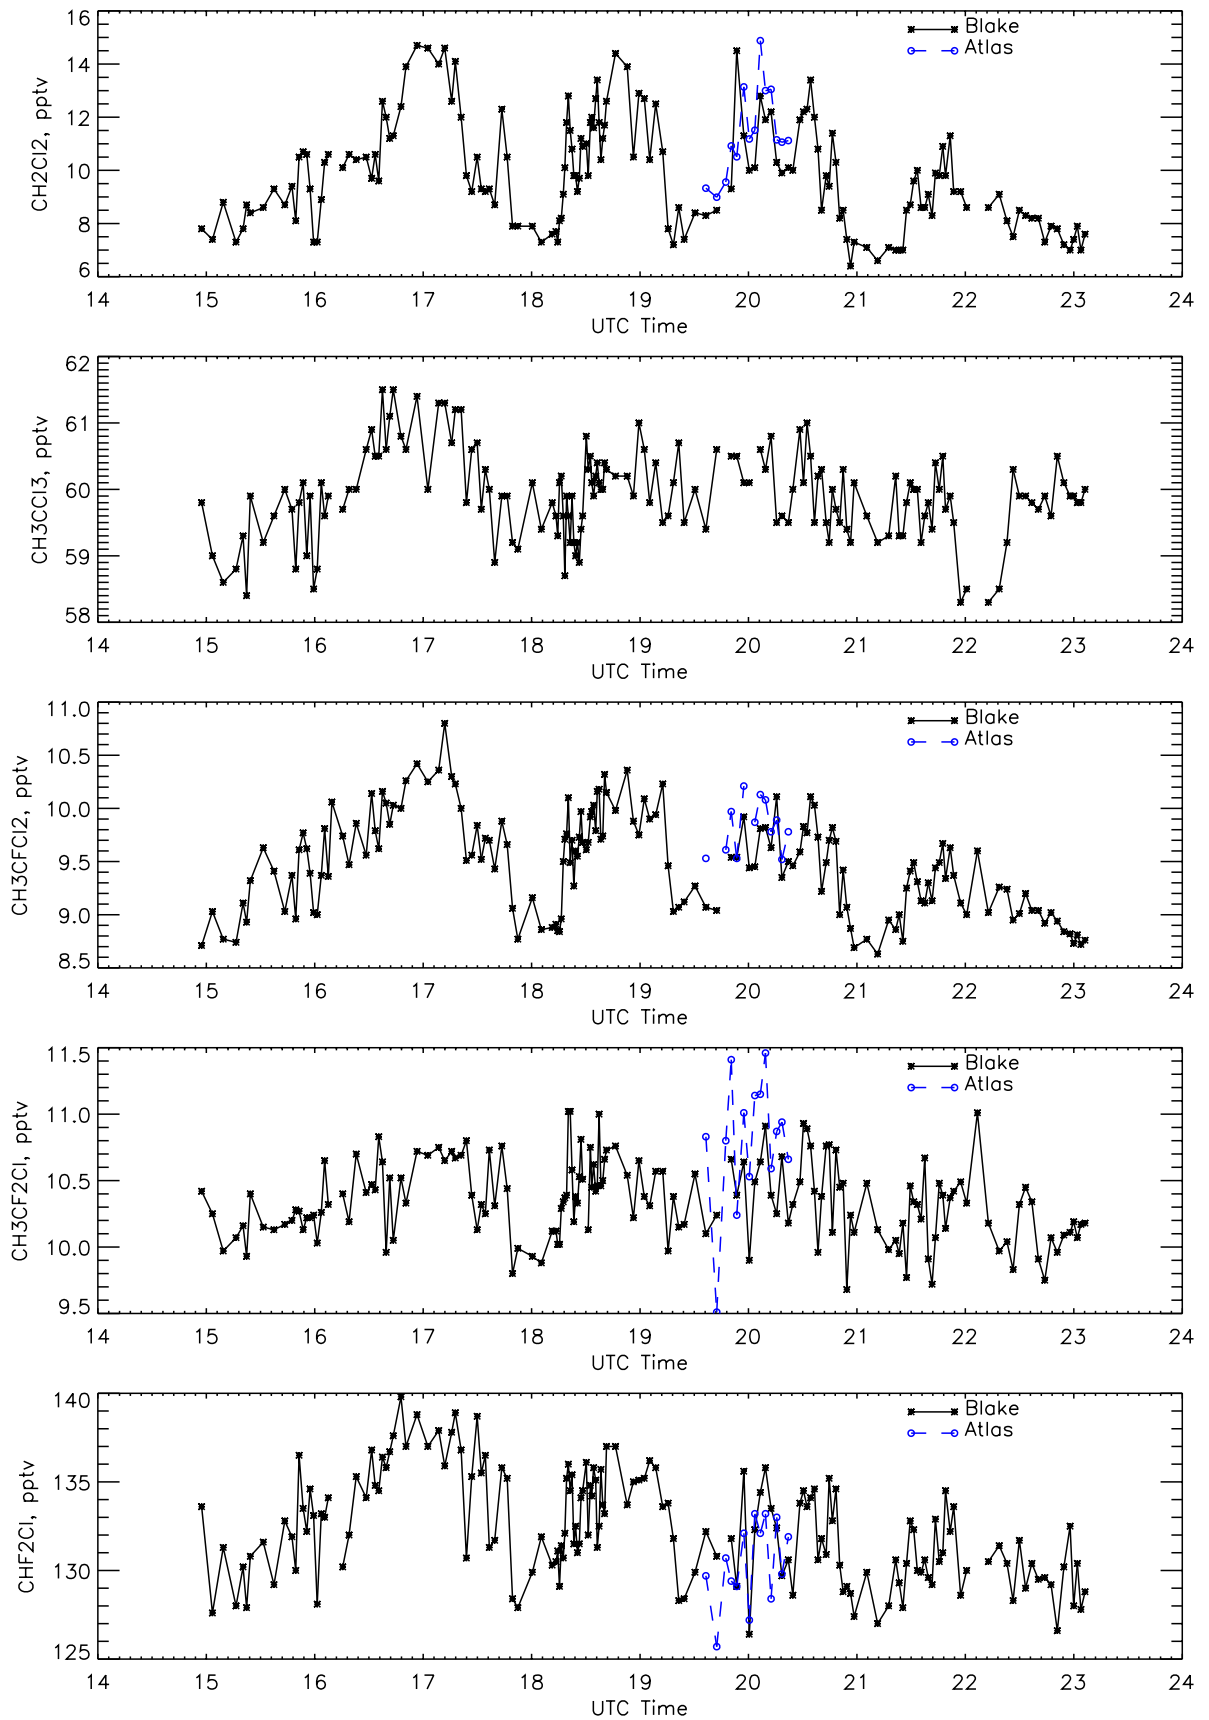 Blake
Atlas
CH2Cl2, pptv
16
14
12
10
8
6
14 15 16 17 18 19 20 21 22 23 24
UTC Time
CH3CCl3, pptv
62
61
60
59
58
14 15 16 17 18 19 20 21 22 23 24
UTC Time
Blake
Atlas
CH3CFCl2, pptv
11.0
10.5
10.0
9.5
9.0
8.5
14 15 16 17 18 19 20 21 22 23 24
UTC Time
Blake
Atlas
CH3CF2Cl, pptv
11.5
11.0
10.5
10.0
9.5
14 15 16 17 18 19 20 21 22 23 24
UTC Time
Blake
Atlas
CHF2Cl, pptv
140
135
130
125
14 15 16 17 18 19 20 21 22 23 24
UTC Time